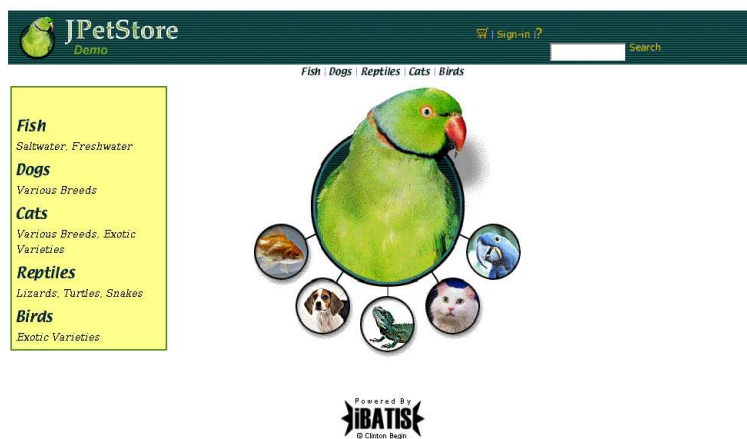 JPetStore
Demo
| Sign-in | ?
Search
Fish | Dogs | Reptiles | Cats | Birds
Fish
Saltwater, Freshwater
Dogs
Various Breeds
Cats
Various Breeds, Exotic
Varieties
Reptiles
Lizards, Turtles, Snakes
Birds
Exotic Varieties
Powered By
iBATIS
© Clinton Begin